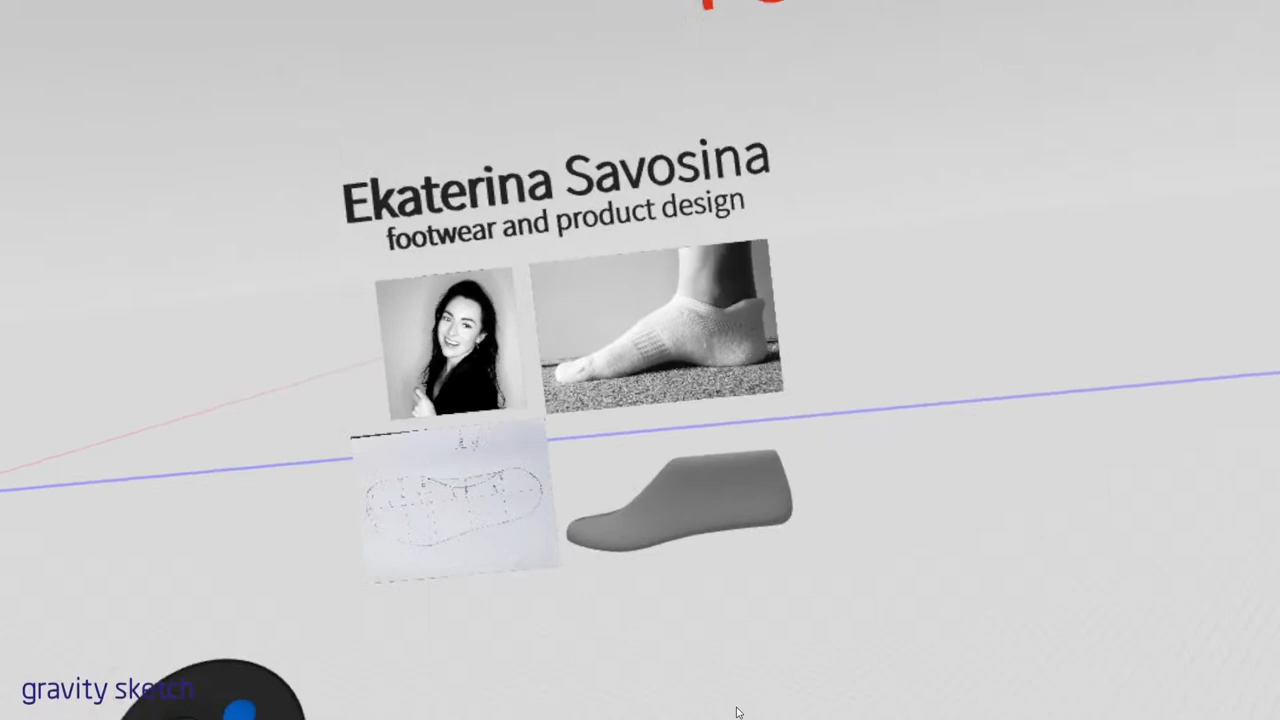 Ekaterina Savosina
footwear and product design
gravity sketch